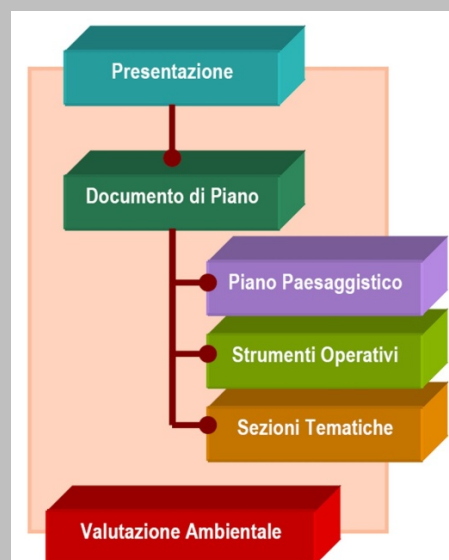 Presentazione
Documento di Piano
Piano Paesaggistico
Strumenti Operativi
Sezioni Tematiche
Valutazione Ambientale